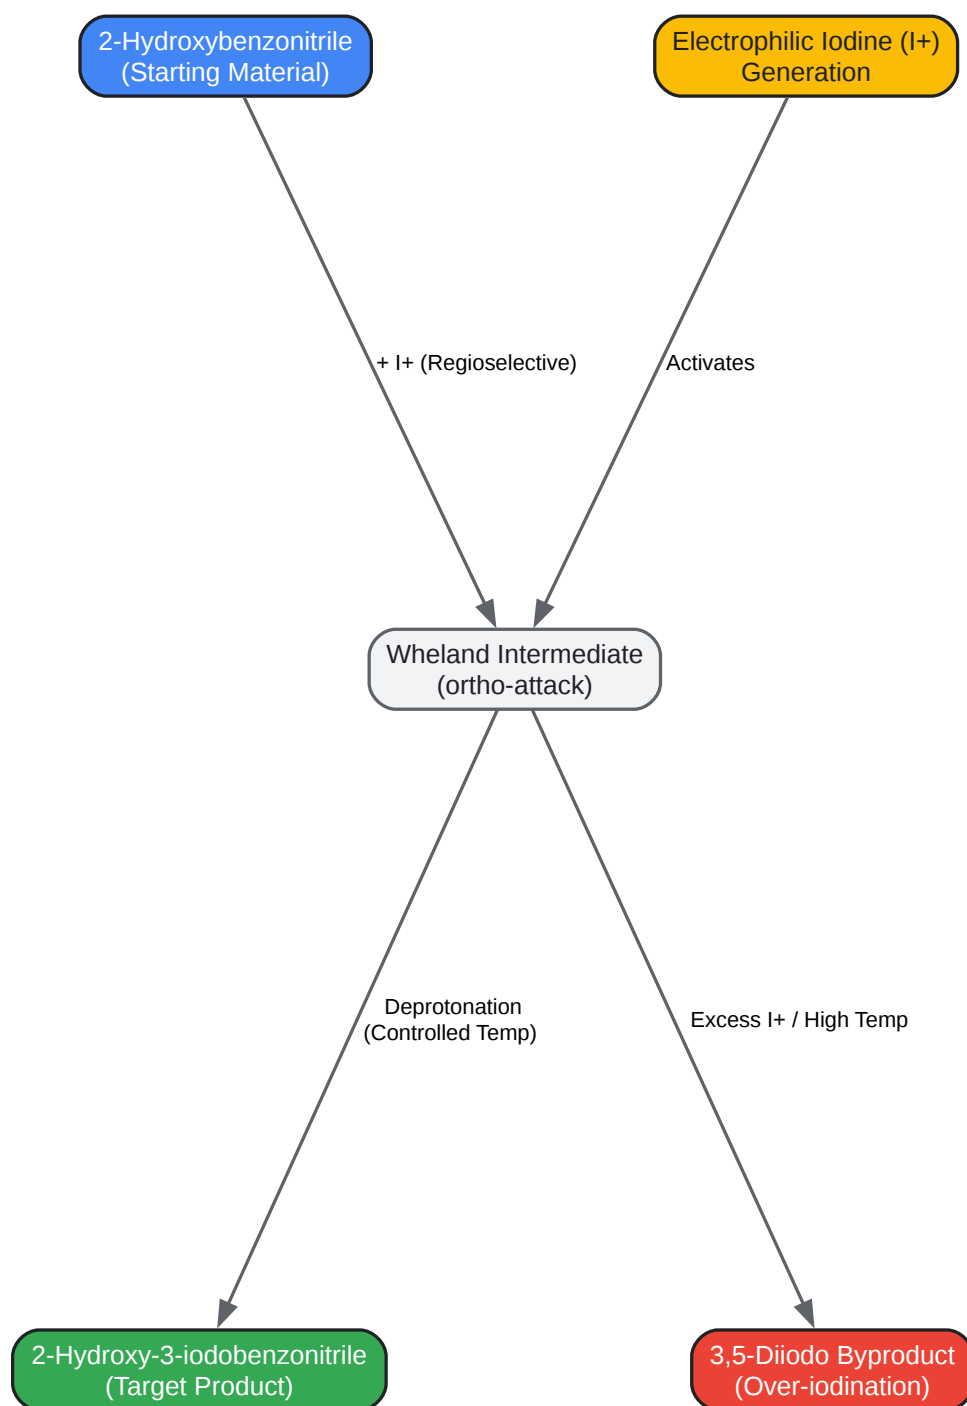 2-Hydroxybenzonitrile
(Starting Material)
Electrophilic Iodine (I+)
Generation
+ I+ (Regioselective)
Activates
Wheland Intermediate
(ortho-attack)
Deprotonation
(Controlled Temp)
Excess I+ / High Temp
2-Hydroxy-3-iodobenzonitrile
(Target Product)
3,5-Diiodo Byproduct
(Over-iodination)